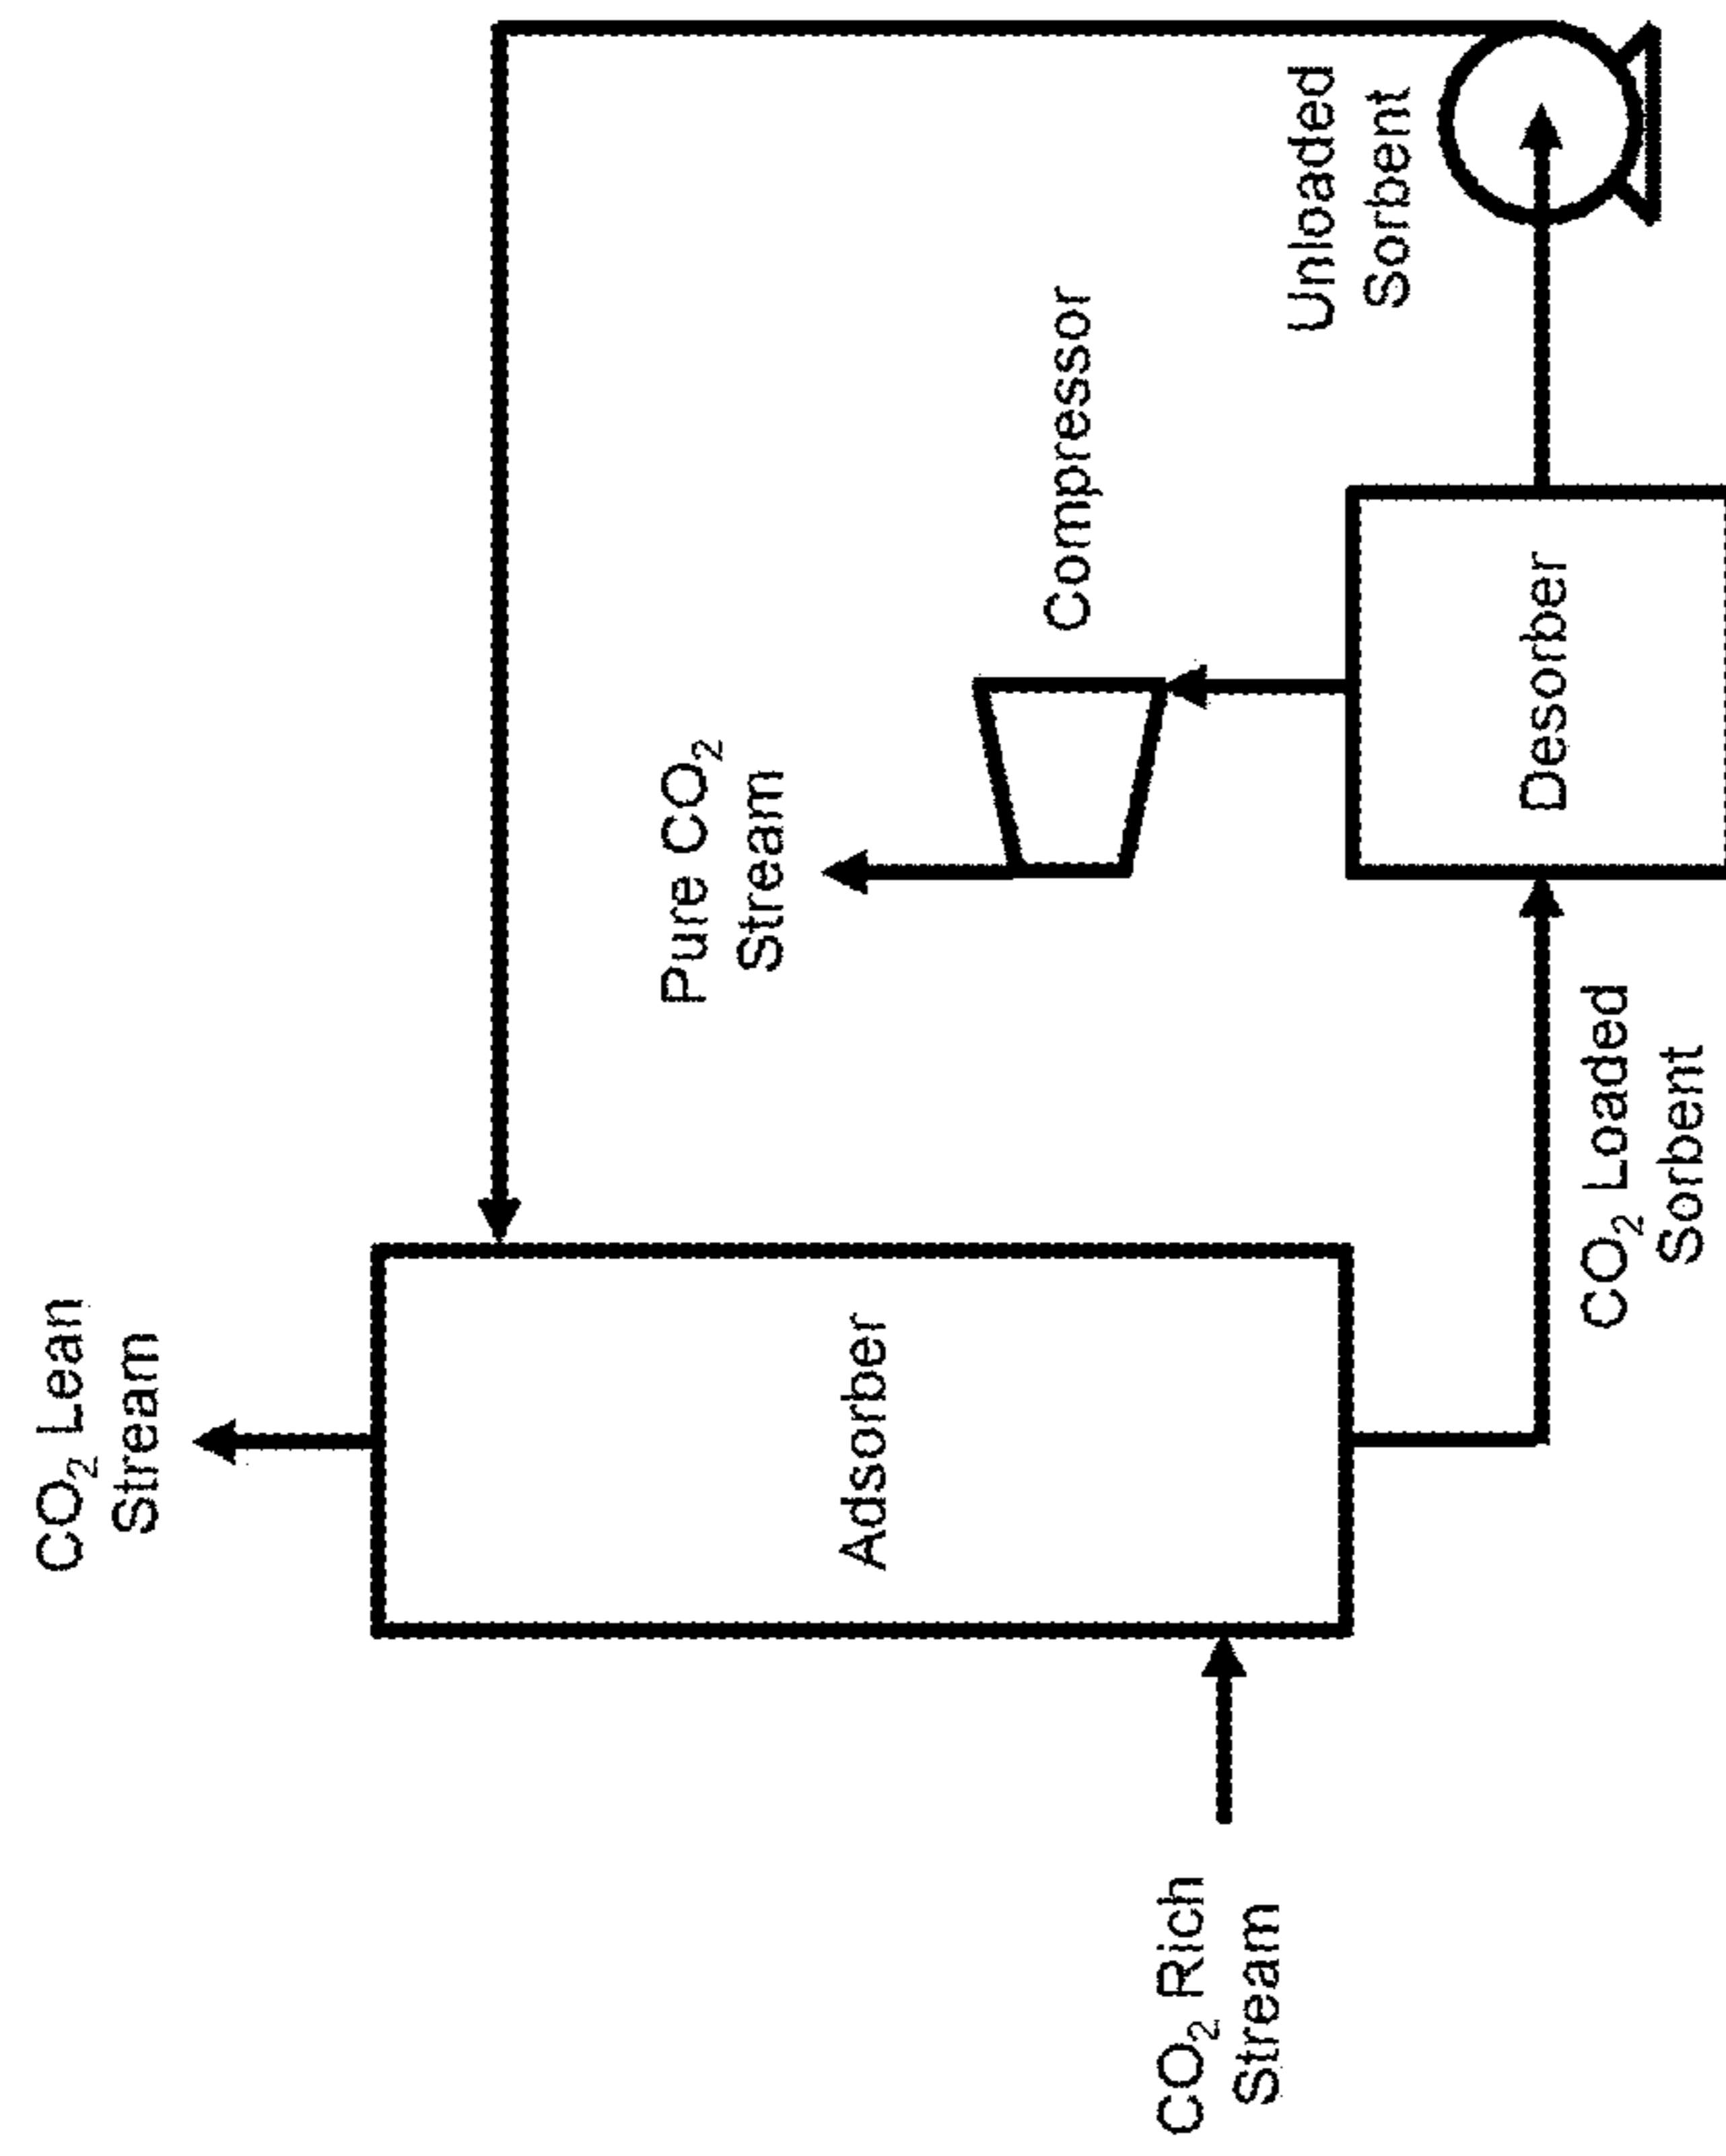 CO₂ Lean
Stream
Adsorber
CO₂ Rich
Stream
Pure CO₂
Stream
Compressor
Unloaded
Sorbent
Desorber
CO₂ Loaded
Sorbent